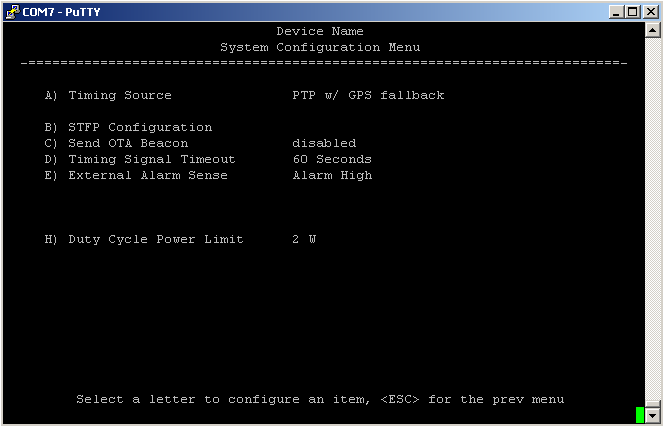 COM7 - PuTTY
Device Name
System Configuration Menu
-==========================================================================-
A) Timing Source PTP w/ GPS fallback
B) STFP Configuration
C) Send OTA Beacon disabled
D) Timing Signal Timeout 60 Seconds
E) External Alarm Sense Alarm High
H) Duty Cycle Power Limit 2 W
Select a letter to configure an item, <ESC> for the prev menu